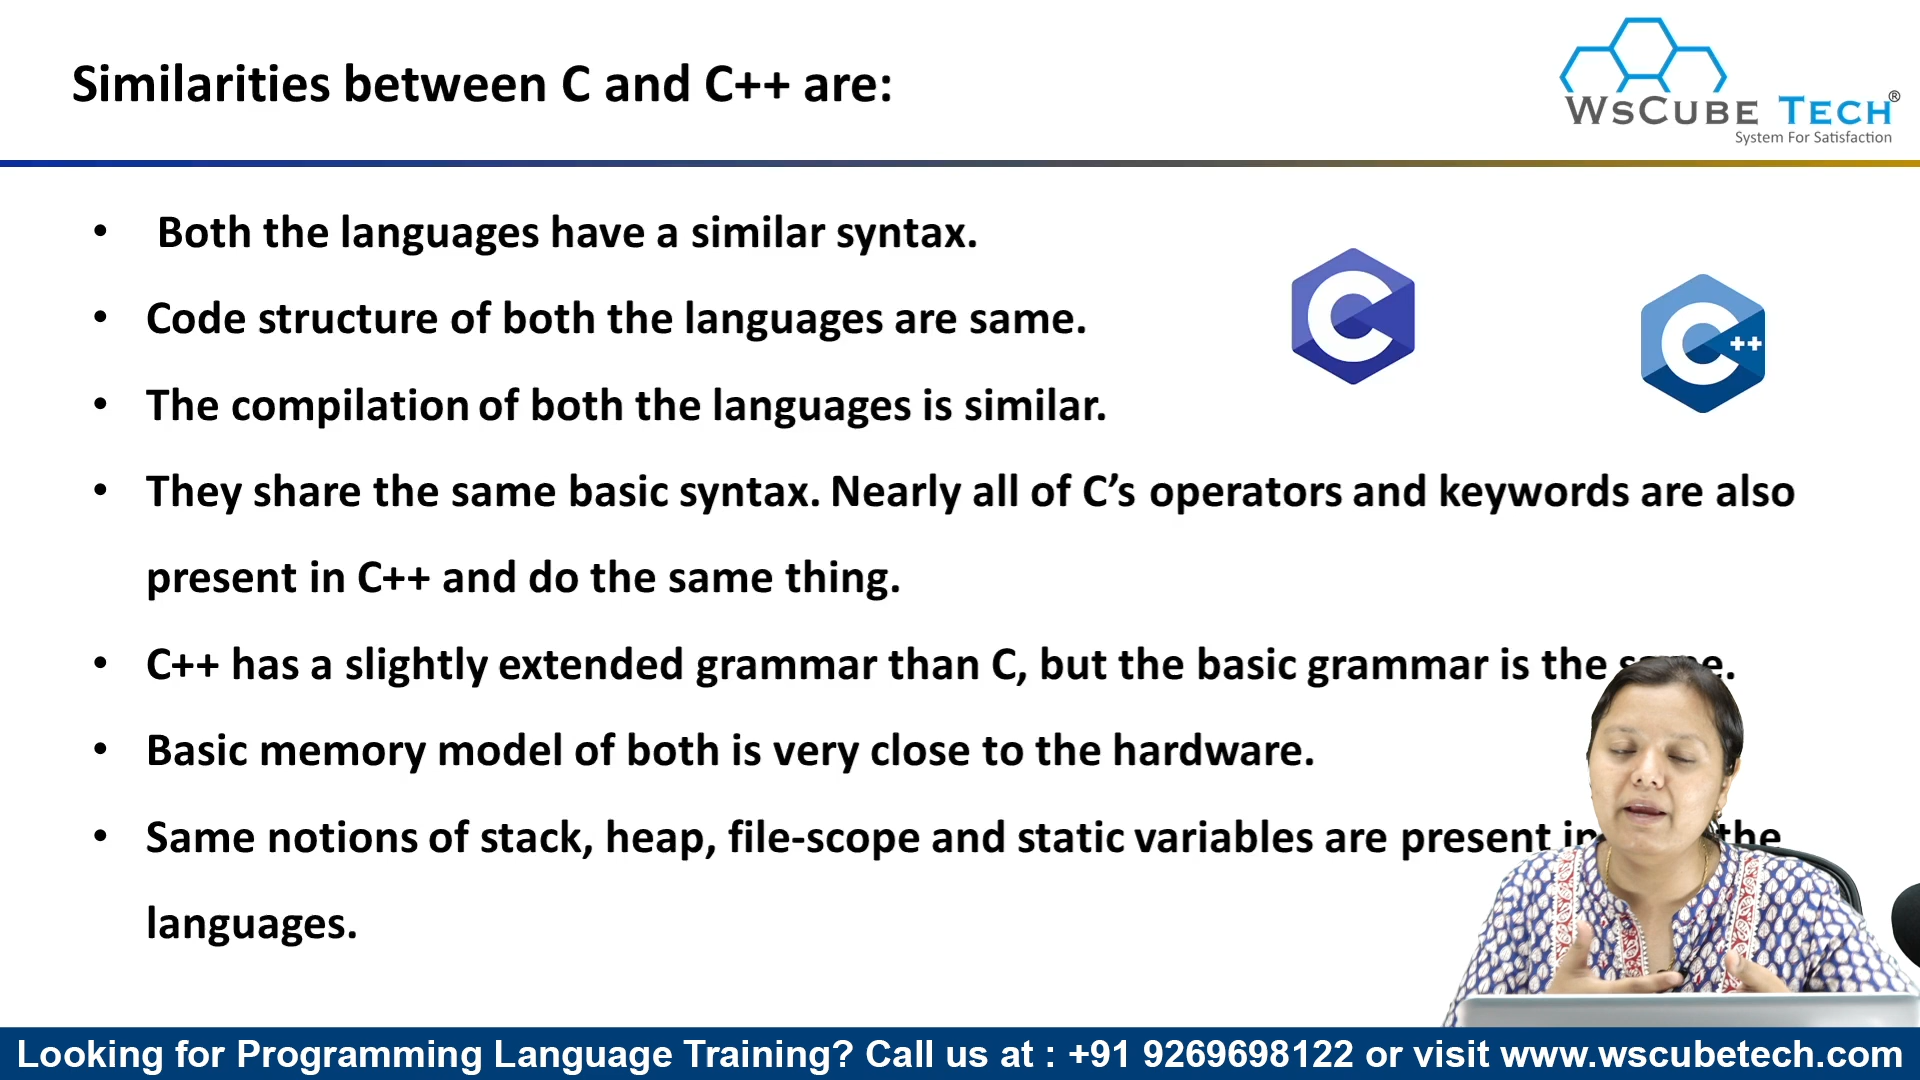 Similarities between C and C++ are:
WSCUBE TECH®
System For Satisfaction
• Both the languages have a similar syntax.
• Code structure of both the languages are same.
• The compilation of both the languages is similar.
• They share the same basic syntax. Nearly all of C’s operators and keywords are also
present in C++ and do the same thing.
C
C++
• C++ has a slightly extended grammar than C, but the basic grammar is the
• Basic memory model of both is very close to the hardware.
• Same notions of stack, heap, file-scope and static variables are present in the
languages.
Looking for Programming Language Training? Call us at : +91 9269698122 or visit www.wscubetech.com